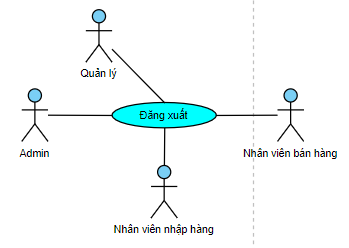 Quản lý
Đăng xuất
Admin
Nhân viên bán hàng
Nhân viên nhập hàng